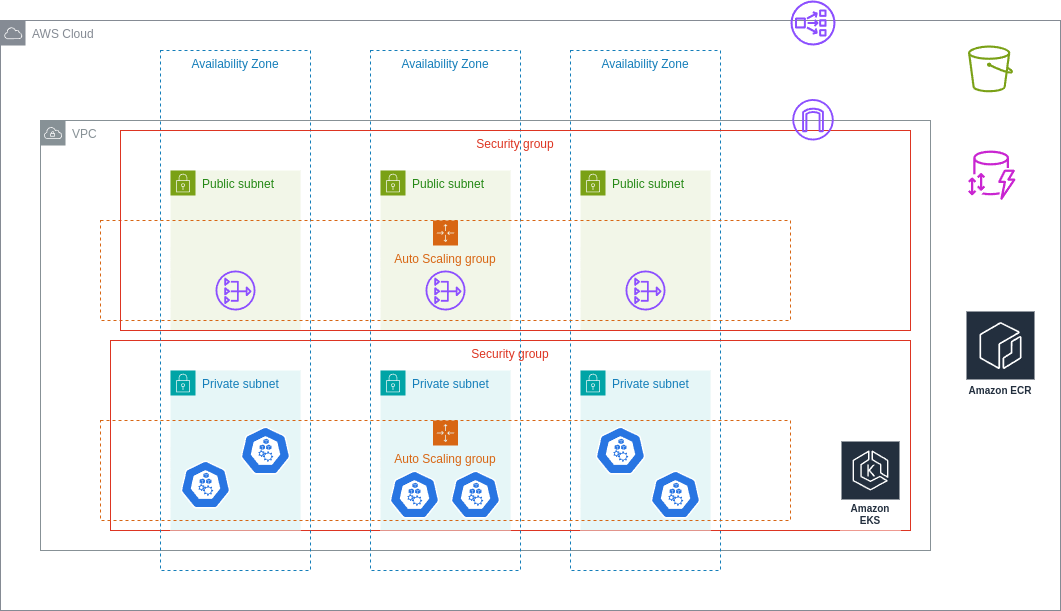 AWS Cloud
Availability Zone
Availability Zone
Availability Zone
VPC
Security group
Public subnet
Public subnet
Public subnet
Auto Scaling group
Security group
Private subnet
Private subnet
Private subnet
Auto Scaling group
Amazon ECR
K
Amazon
EKS